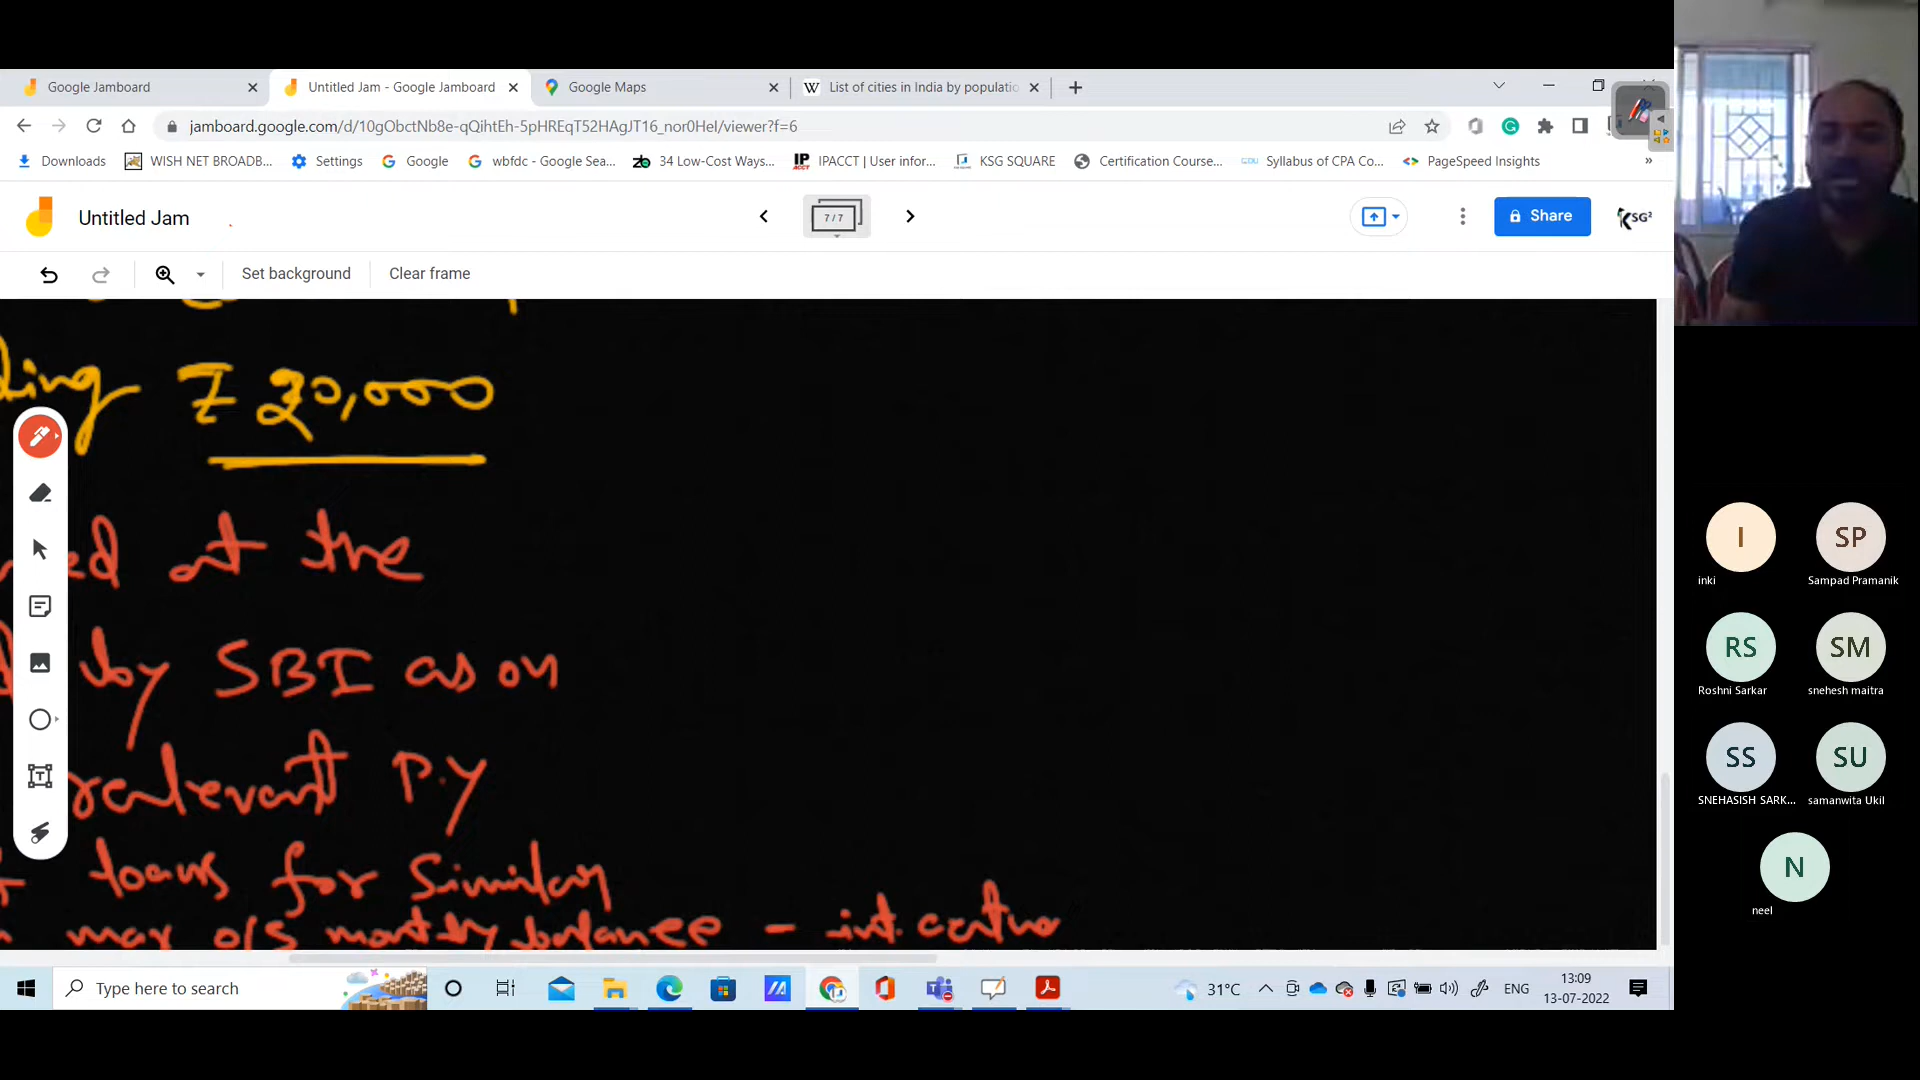 Google Jamboard
Untitled Jam - Google Jamboard
Google Maps
List of cities in India by populatio
jamboard.google.com/d/10gObctNb8e-qQihtEh-5pHREqT52HAgJT16_nor0HeI/viewer?f=6
Downloads
WISH NET BROADB...
Settings
Google
wbfdc - Google Sea...
34 Low-Cost Ways...
IPACCT | User infor...
KSG SQUARE
Certification Course...
Syllabus of CPA Co...
PageSpeed Insights
»
Untitled Jam
7 / 7
Share
KSG²
Set background
Clear frame
ding ₹ 20,000
ed at the
by SBI as on
relevant P.Y
loans for similar
max o/s monthly balance - int.
I
inki
SP
Sampad Pramanik
RS
Roshni Sarkar
SM
snehesh maitra
SS
SNEHASISH SARK...
SU
samanwita Ukil
N
neel
Type here to search
31°C
ENG
13:09
13-07-2022